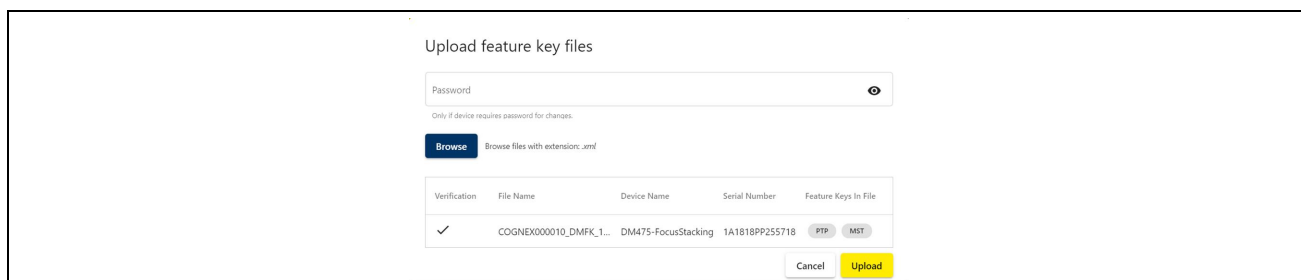 Upload feature key files
Password
Only if device requires password for changes.
Browse Browse files with extension: .xml
Verification File Name Device Name Serial Number Feature Keys In File
COGNEX000010_DMFK_1... DM475-FocusStacking 1A1818PP255718 PTP MST
Cancel Upload